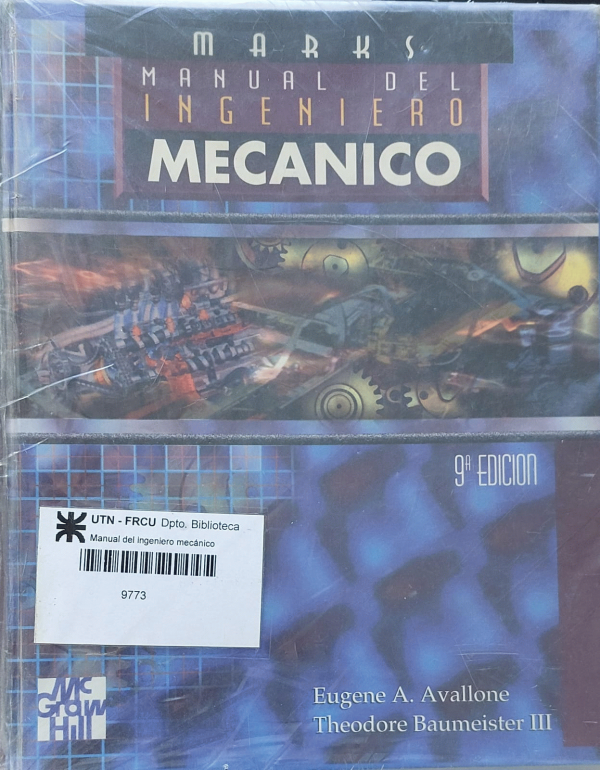 MARKS
MANUAL DEL
INGENIERO
MECANICO
9ª EDICION
UTN - FRCU Dpto. Biblioteca
Manual del ingeniero mecánico
9773
Mc
Graw
Hill
Eugene A. Avallone
Theodore Baumeister III